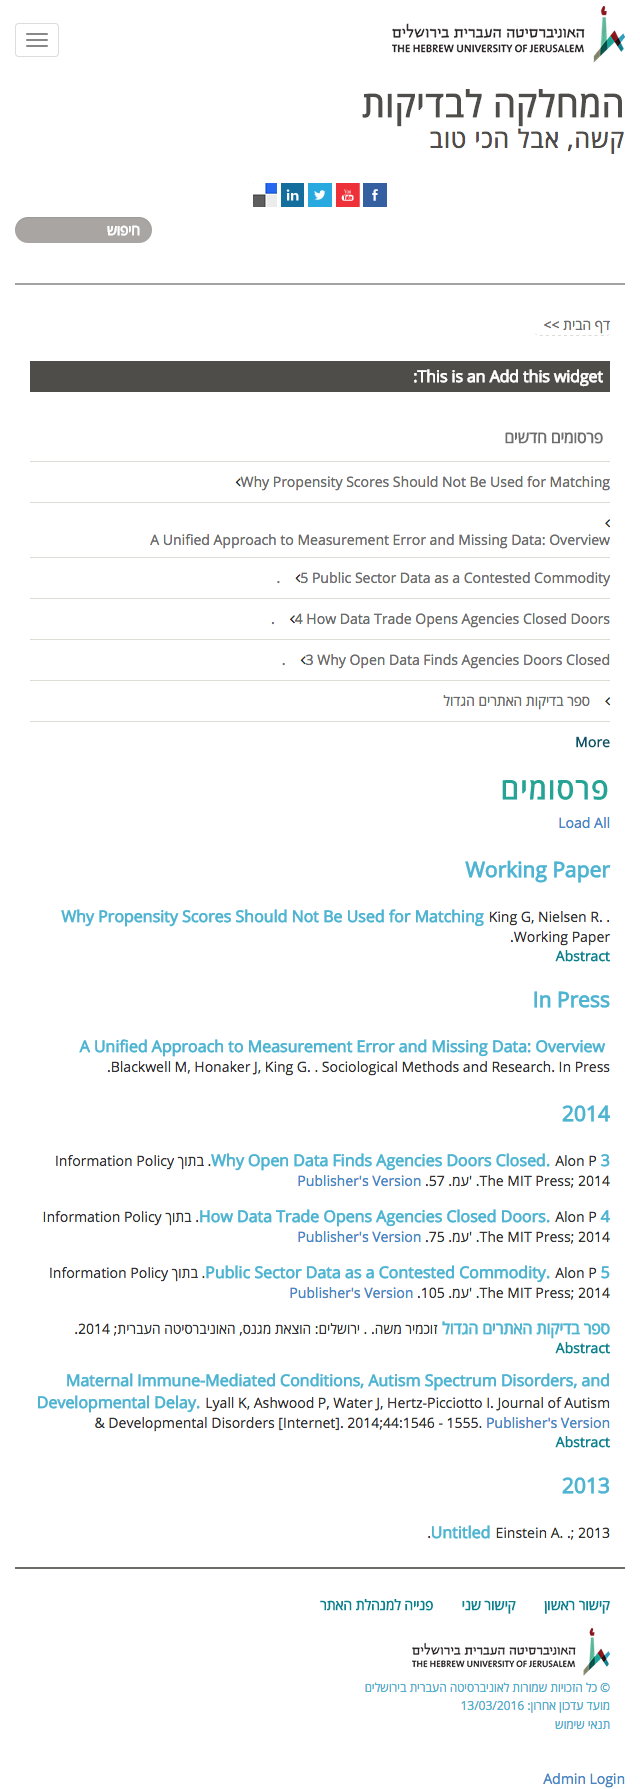 האוניברסיטה העברית בירושלים
THE HEBREW UNIVERSITY OF JERUSALEM
המחלקה לבדיקות
קשה, אבל הכי טוב
in
You Tube
f
חיפוש
דף הבית >>
This is an Add this widget:
פרסומים חדשים
Why Propensity Scores Should Not Be Used for Matching
A Unified Approach to Measurement Error and Missing Data: Overview
5 Public Sector Data as a Contested Commodity .
4 How Data Trade Opens Agencies Closed Doors .
3 Why Open Data Finds Agencies Doors Closed .
ספר בדיקות האתרים הגדול
More
פרסומים
Load All
Working Paper
Why Propensity Scores Should Not Be Used for Matching King G, Nielsen R. .
Working Paper.
Abstract
In Press
A Unified Approach to Measurement Error and Missing Data: Overview
Blackwell M, Honaker J, King G. . Sociological Methods and Research. In Press.
2014
Why Open Data Finds Agencies Doors Closed. Alon P 3. בתוך Information Policy
The MIT Press; 2014. עמ'. 57. Publisher's Version
How Data Trade Opens Agencies Closed Doors. Alon P 4. בתוך Information Policy
The MIT Press; 2014. עמ'. 75. Publisher's Version
Public Sector Data as a Contested Commodity. Alon P 5. בתוך Information Policy
The MIT Press; 2014. עמ'. 105. Publisher's Version
ספר בדיקות האתרים הגדול זוכמיר משה. . ירושלים: הוצאת מגנס, האוניברסיטה העברית; 2014.
Abstract
Maternal Immune-Mediated Conditions, Autism Spectrum Disorders, and
Developmental Delay. Lyall K, Ashwood P, Water J, Hertz-Picciotto I. Journal of Autism
& Developmental Disorders [Internet]. 2014;44:1546 - 1555. Publisher's Version
Abstract
2013
Untitled Einstein A. .; 2013.
קישור ראשון קישור שני פנייה למנהלת האתר
האוניברסיטה העברית בירושלים
THE HEBREW UNIVERSITY OF JERUSALEM
© כל הזכויות שמורות לאוניברסיטה העברית בירושלים
מועד עדכון אחרון: 13/03/2016
תנאי שימוש
Admin Login